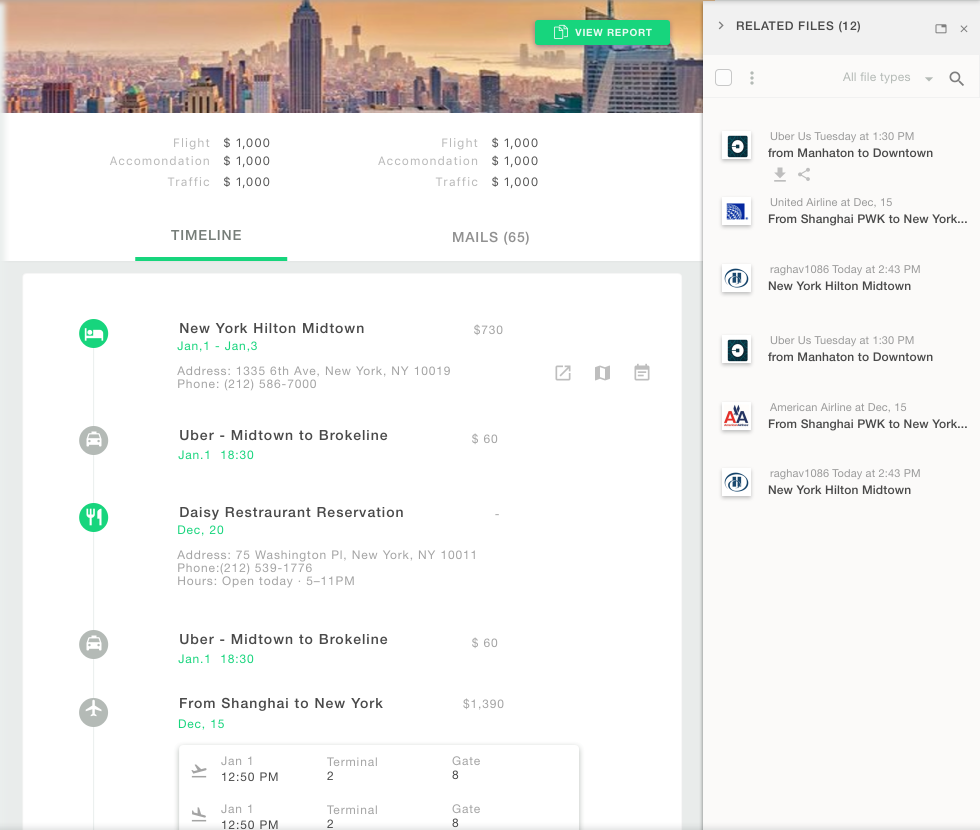 VIEW REPORT
Flight $ 1,000
Accomondation $ 1,000
Traffic $ 1,000
Flight $ 1,000
Accomondation $ 1,000
Traffic $ 1,000
TIMELINE
MAILS (65)
New York Hilton Midtown $730
Jan,1 - Jan,3
Address: 1335 6th Ave, New York, NY 10019
Phone: (212) 586-7000
Uber - Midtown to Brokeline $ 60
Jan.1 18:30
Daisy Restraurant Reservation -
Dec, 20
Address: 75 Washington Pl, New York, NY 10011
Phone:(212) 539-1776
Hours: Open today · 5–11PM
Uber - Midtown to Brokeline $ 60
Jan.1 18:30
From Shanghai to New York $1,390
Dec, 15
Jan 1 Terminal Gate
12:50 PM 2 8
Jan 1 Terminal Gate
12:50 PM 2 8
RELATED FILES (12)
All file types
Uber Us Tuesday at 1:30 PM
from Manhaton to Downtown
United Airline at Dec, 15
From Shanghai PWK to New York...
raghav1086 Today at 2:43 PM
New York Hilton Midtown
Uber Us Tuesday at 1:30 PM
from Manhaton to Downtown
American Airline at Dec, 15
From Shanghai PWK to New York...
raghav1086 Today at 2:43 PM
New York Hilton Midtown